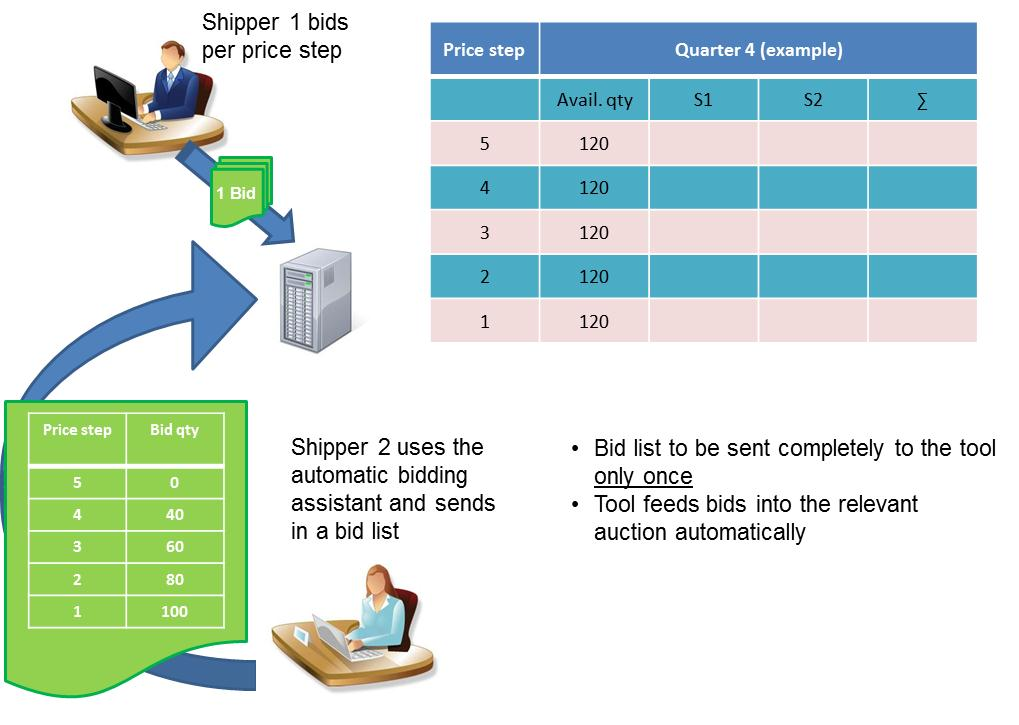 Shipper 1 bids
per price step
1 Bid
Price step Quarter 4 (example)
Avail. qty S1 S2 ∑
5 120
4 120
3 120
2 120
1 120
Price step Bid qty
5 0
4 40
3 60
2 80
1 100
Shipper 2 uses the
automatic bidding
assistant and sends
in a bid list
• Bid list to be sent completely to the tool
only once
• Tool feeds bids into the relevant
auction automatically